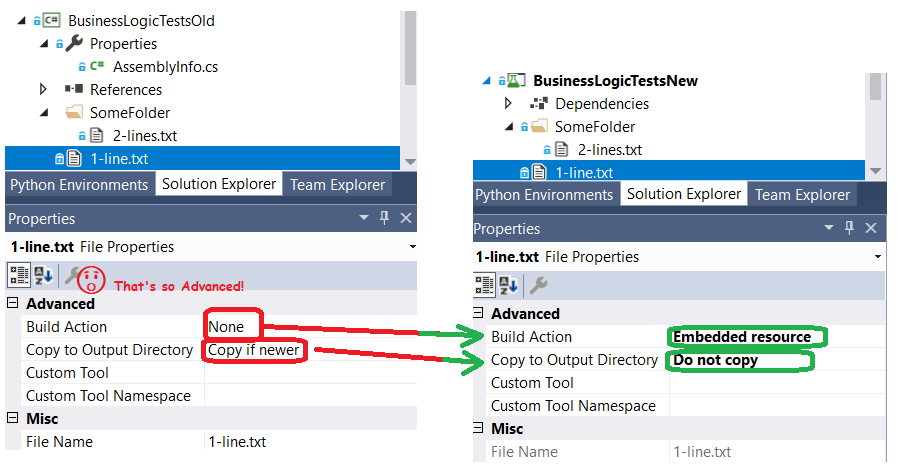 BusinessLogicTestsOld
Properties
C# AssemblyInfo.cs
References
SomeFolder
2-lines.txt
1-line.txt
Python Environments Solution Explorer Team Explorer
Properties
1-line.txt File Properties
That's so Advanced!
Advanced
Build Action None
Copy to Output Directory Copy if newer
Custom Tool
Custom Tool Namespace
Misc
File Name 1-line.txt
BusinessLogicTestsNew
Dependencies
SomeFolder
2-lines.txt
1-line.txt
Python Environments Solution Explorer Team Explorer
Properties
1-line.txt File Properties
Advanced
Build Action Embedded resource
Copy to Output Directory Do not copy
Custom Tool
Custom Tool Namespace
Misc
File Name 1-line.txt